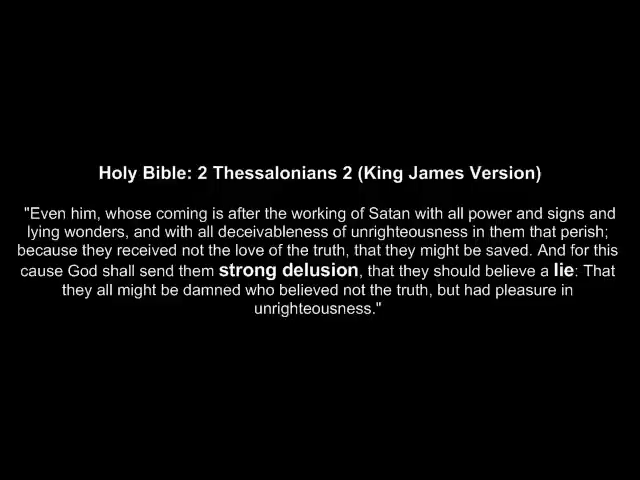 Holy Bible: 2 Thessalonians 2 (King James Version)
"Even him, whose coming is after the working of Satan with all power and signs and
lying wonders, and with all deceivableness of unrighteousness in them that perish;
because they received not the love of the truth, that they might be saved. And for this
cause God shall send them strong delusion, that they should believe a lie: That
they all might be damned who believed not the truth, but had pleasure in
unrighteousness."